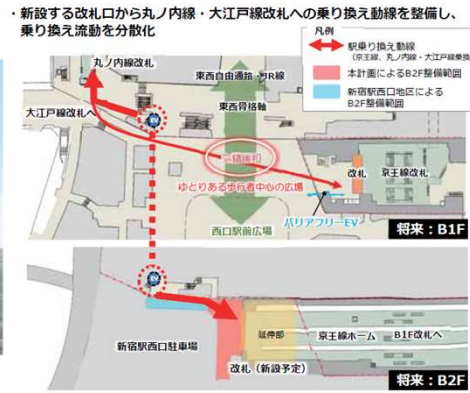 ・新設する改札口から丸ノ内線・大江戸線改札への乗り換え動線を整備し、
乗り換え流動を分散化
凡例
駅乗り換え動線
(京王線、丸ノ内線・大江戸線乗換)
本計画によるB2F整備範囲
新宿駅西口地区による
B2F整備範囲
丸ノ内線改札
東西自由通路・JR線
大江戸線改札へ
EV
東西骨格軸
ゆとりある歩行者中心の広場
改札
京王線改札
バリアフリーEV
西口駅前広場
将来：B1F
EV
新宿駅西口駐車場
延伸部
京王線ホーム
B1F改札へ
改札（新設予定）
将来：B2F